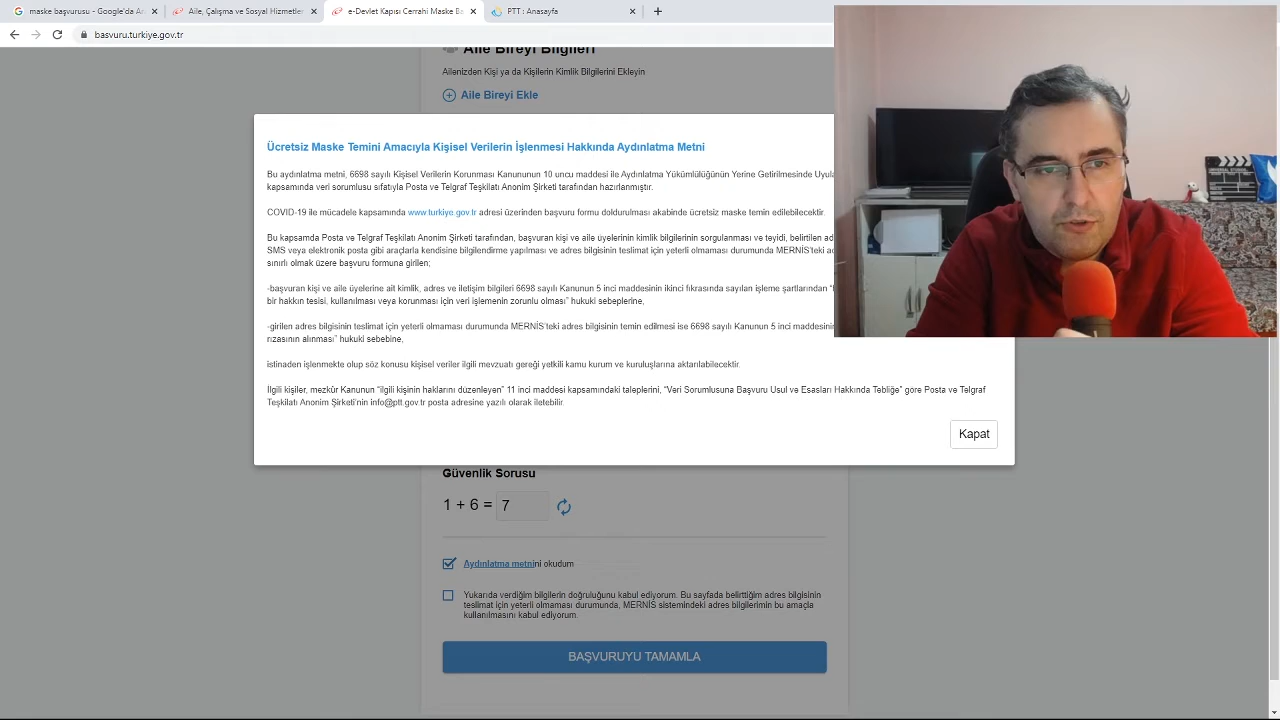 maske başvurusu - Google'da Ar
Aile, Çalışma ve Sosyal Hizmetler
e-Devlet Kapısı Cerrahi Maske Ba
PTT : Anasayfa
basvuru.turkiye.gov.tr
Aile Bireyi Bilgileri
Ailenizden Kişi ya da Kişilerin Kimlik Bilgilerini Ekleyin
Aile Bireyi Ekle
Ücretsiz Maske Temini Amacıyla Kişisel Verilerin İşlenmesi Hakkında Aydınlatma Metni
Bu aydınlatma metni, 6698 sayılı Kişisel Verilerin Korunması Kanununun 10 uncu maddesi ile Aydınlatma Yükümlülüğünün Yerine Getirilmesinde Uyula
kapsamında veri sorumlusu sıfatıyla Posta ve Telgraf Teşkilatı Anonim Şirketi tarafından hazırlanmıştır.
COVID-19 ile mücadele kapsamında www.turkiye.gov.tr adresi üzerinden başvuru formu doldurulması akabinde ücretsiz maske temin edilebilecektir.
Bu kapsamda Posta ve Telgraf Teşkilatı Anonim Şirketi tarafından, başvuran kişi ve aile üyelerinin kimlik bilgilerinin sorgulanması ve teyidi, belirtilen ad
SMS veya elektronik posta gibi araçlarla kendisine bilgilendirme yapılması ve adres bilgisinin teslimat için yeterli olmaması durumunda MERNİS'teki ad
sınırlı olmak üzere başvuru formuna girilen;
-başvuran kişi ve aile üyelerine ait kimlik, adres ve iletişim bilgileri 6698 sayılı Kanunun 5 inci maddesinin ikinci fıkrasında sayılan işleme şartlarından "
bir hakkın tesisi, kullanılması veya korunması için veri işlemenin zorunlu olması" hukuki sebeplerine,
-girilen adres bilgisinin teslimat için yeterli olmaması durumunda MERNİS'teki adres bilgisinin temin edilmesi ise 6698 sayılı Kanunun 5 inci maddesinin
rızasının alınması" hukuki sebebine,
istinaden işlenmekte olup söz konusu kişisel veriler ilgili mevzuatı gereği yetkili kamu kurum ve kuruluşlarına aktarılabilecektir.
İlgili kişiler, mezkûr Kanunun "ilgili kişinin haklarını düzenleyen" 11 inci maddesi kapsamındaki taleplerini, "Veri Sorumlusuna Başvuru Usul ve Esasları Hakkında Tebliğe" göre Posta ve Telgraf
Teşkilatı Anonim Şirketi'nin info@ptt.gov.tr posta adresine yazılı olarak iletebilir.
Kapat
Güvenlik Sorusu
1 + 6 = 7
Aydınlatma metnini okudum
Yukarıda verdiğim bilgilerin doğruluğunu kabul ediyorum. Bu sayfada belirttiğim adres bilgisinin
teslimat için yeterli olmaması durumunda, MERNİS sistemindeki adres bilgilerimin bu amaçla
kullanılmasını kabul ediyorum.
BAŞVURUYU TAMAMLA